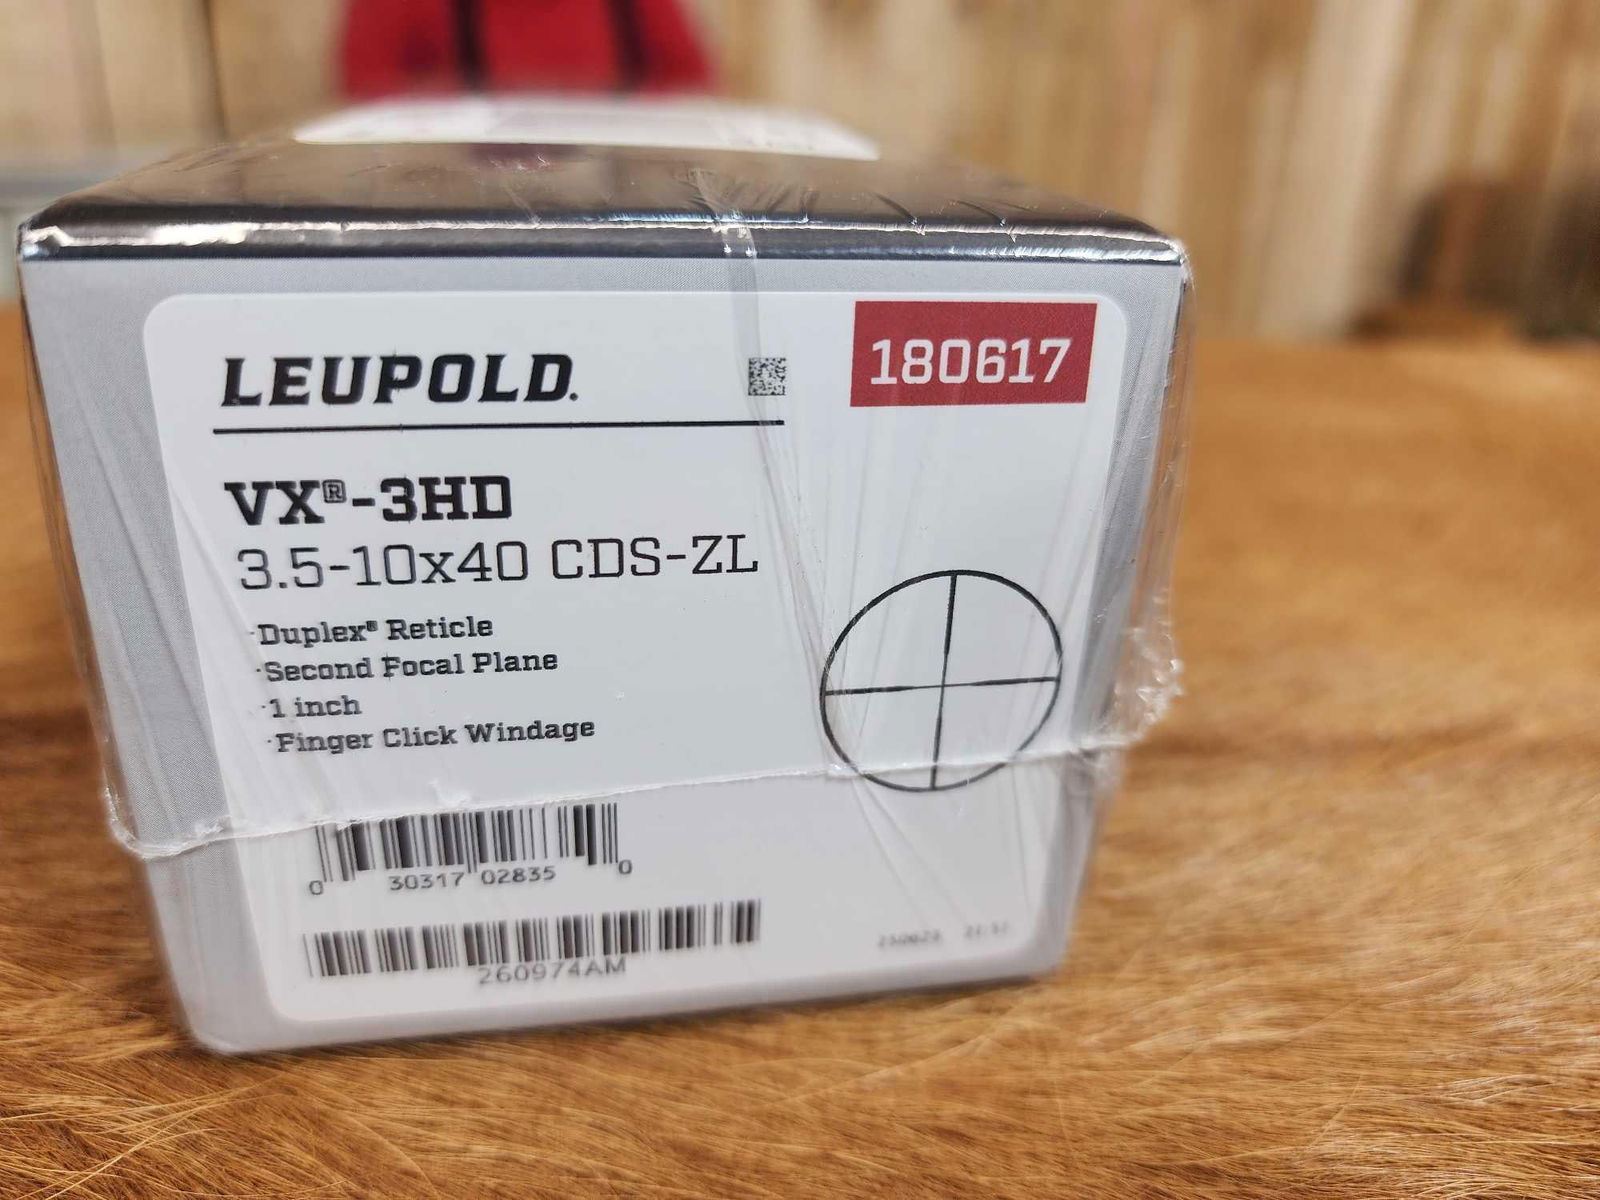 LEUPOLD.
180617
VX®-3HD
3.5-10x40 CDS-ZL
·Duplex® Reticle
·Second Focal Plane
·1 inch
·Finger Click Windage
0 30317 02835 0
260974AM